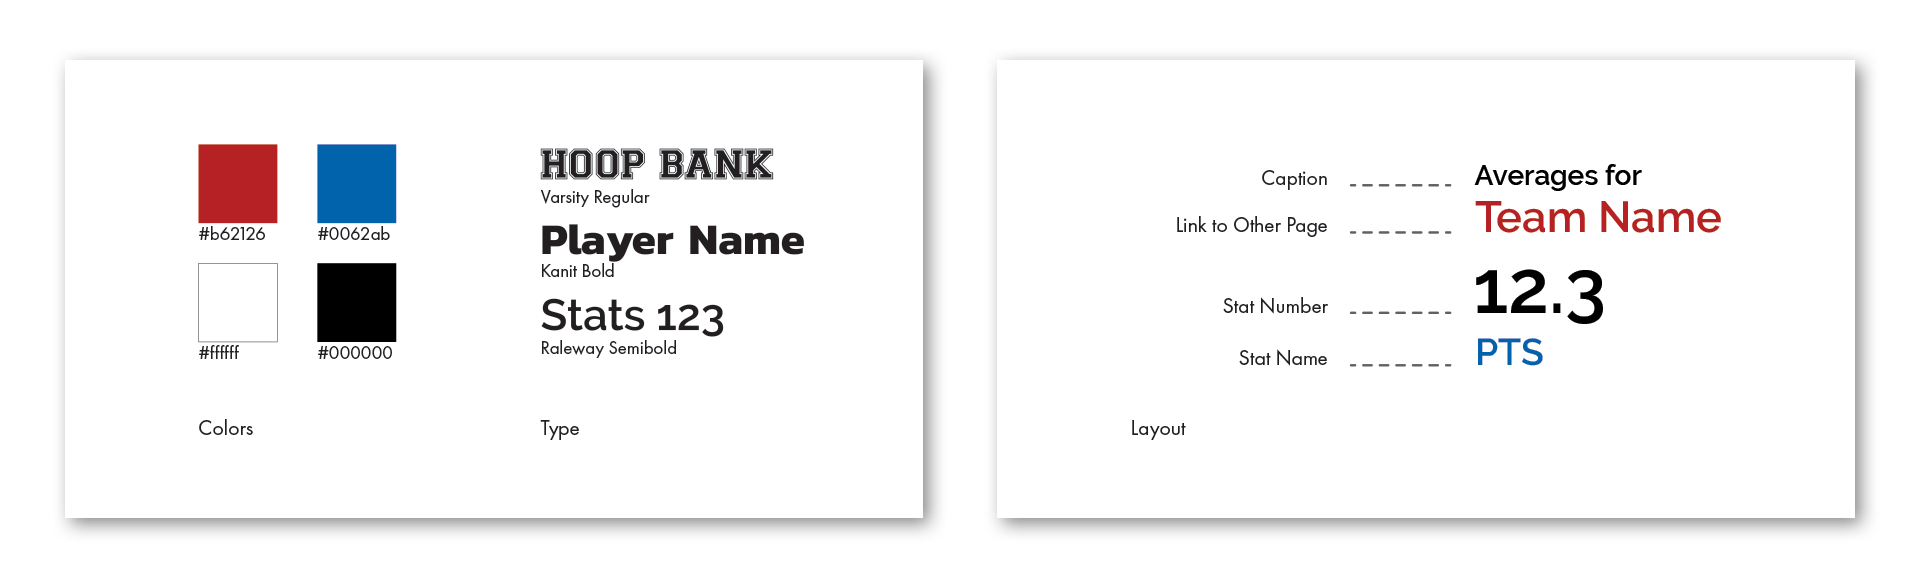 #b62126
#0062ab
#ffffff
#000000
Colors
HOOP BANK
Varsity Regular
Player Name
Kanit Bold
Stats 123
Raleway Semibold
Type
Caption
Averages for
Link to Other Page
Team Name
Stat Number
12.3
Stat Name
PTS
Layout